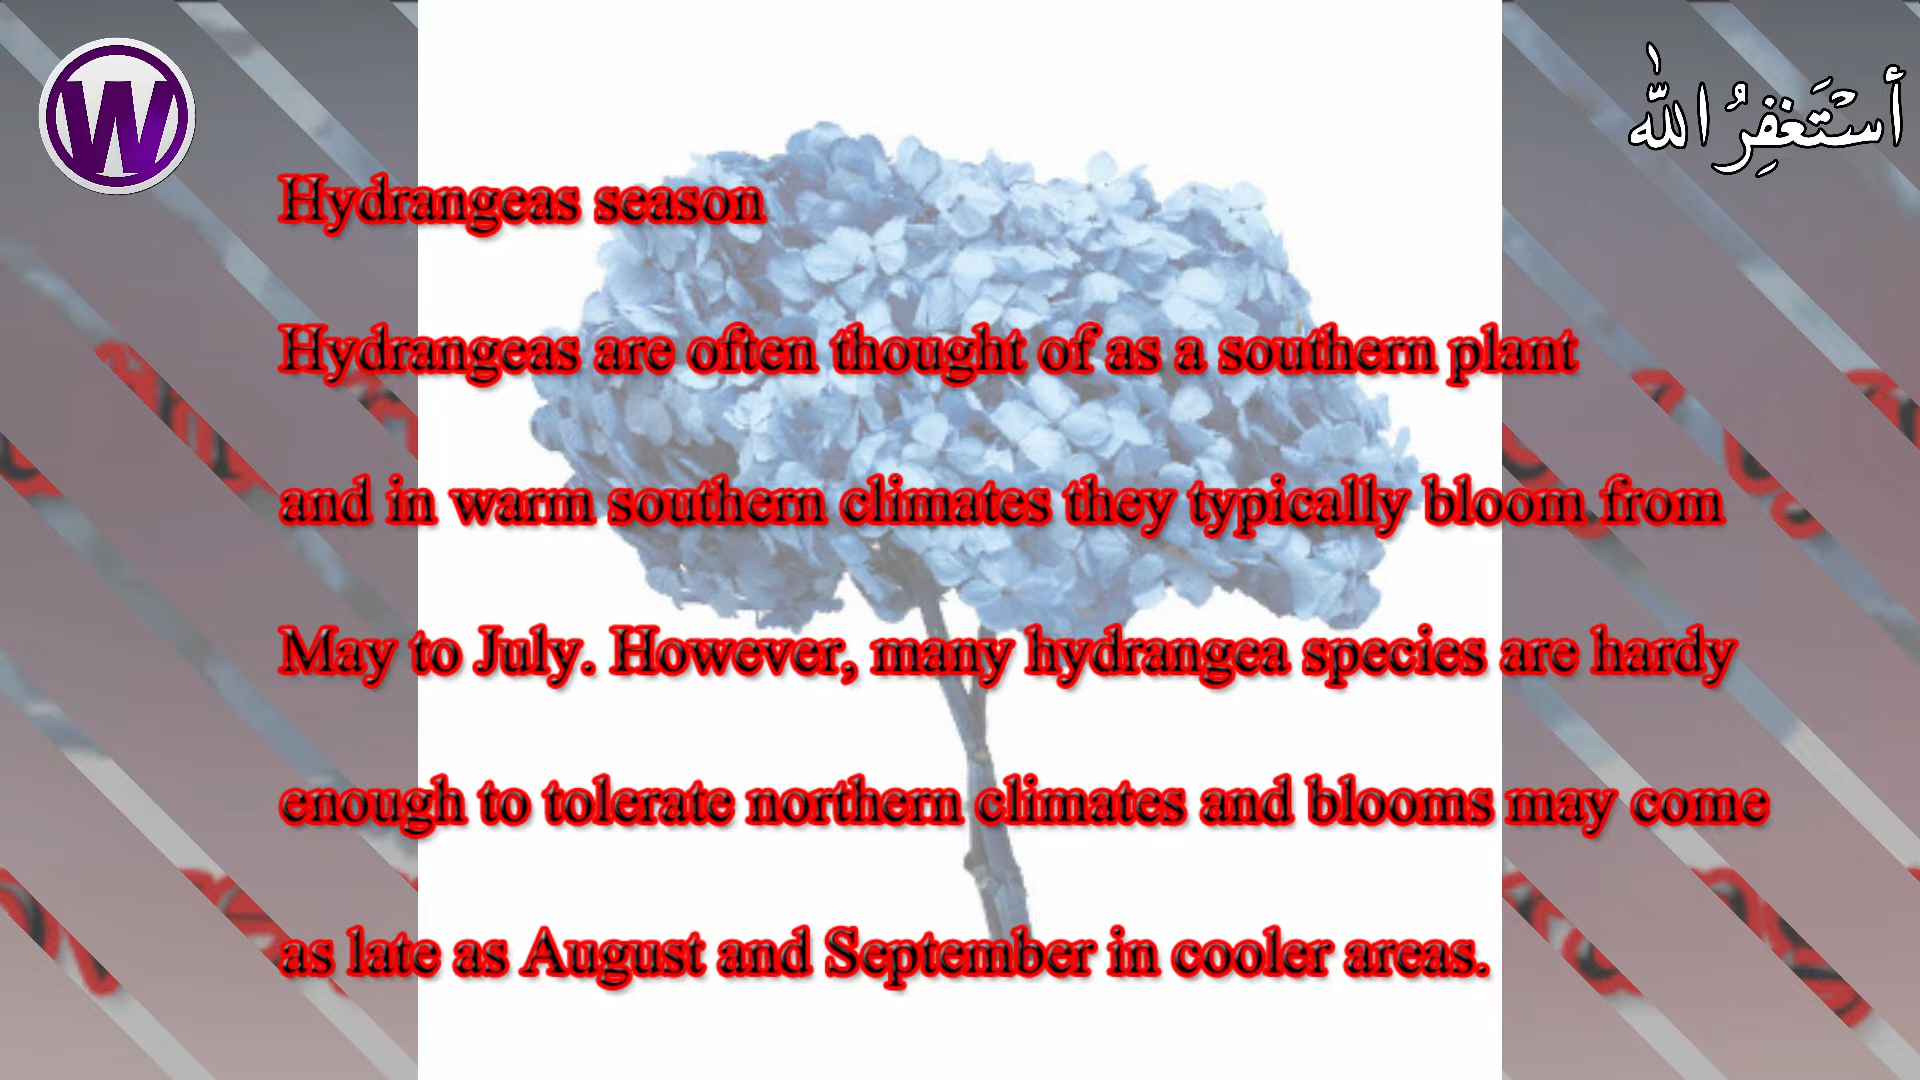 W
أَسْتَغْفِرُ اللّٰه
Hydrangeas season
Hydrangeas are often thought of as a southern plant
and in warm southern climates they typically bloom from
May to July. However, many hydrangea species are hardy
enough to tolerate northern climates and blooms may come
as late as August and September in cooler areas.